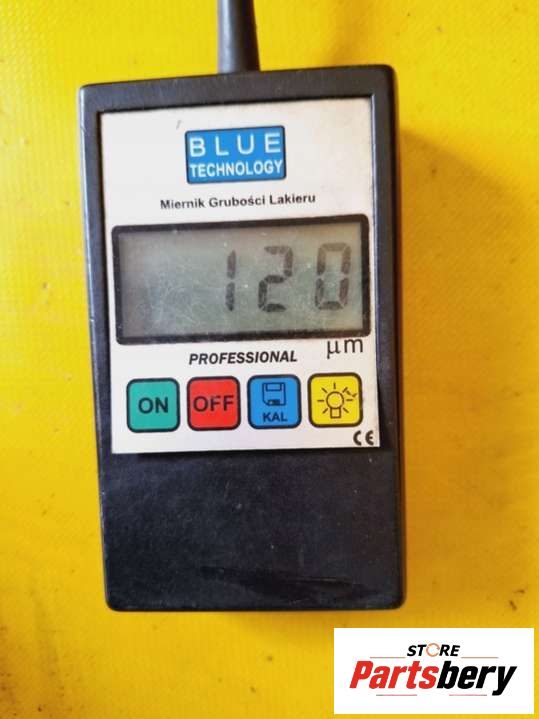 BLUE
TECHNOLOGY
Miernik Grubości Lakieru
120
PROFESSIONAL
μm
ON OFF KAL
CE
STORE
Partsbery